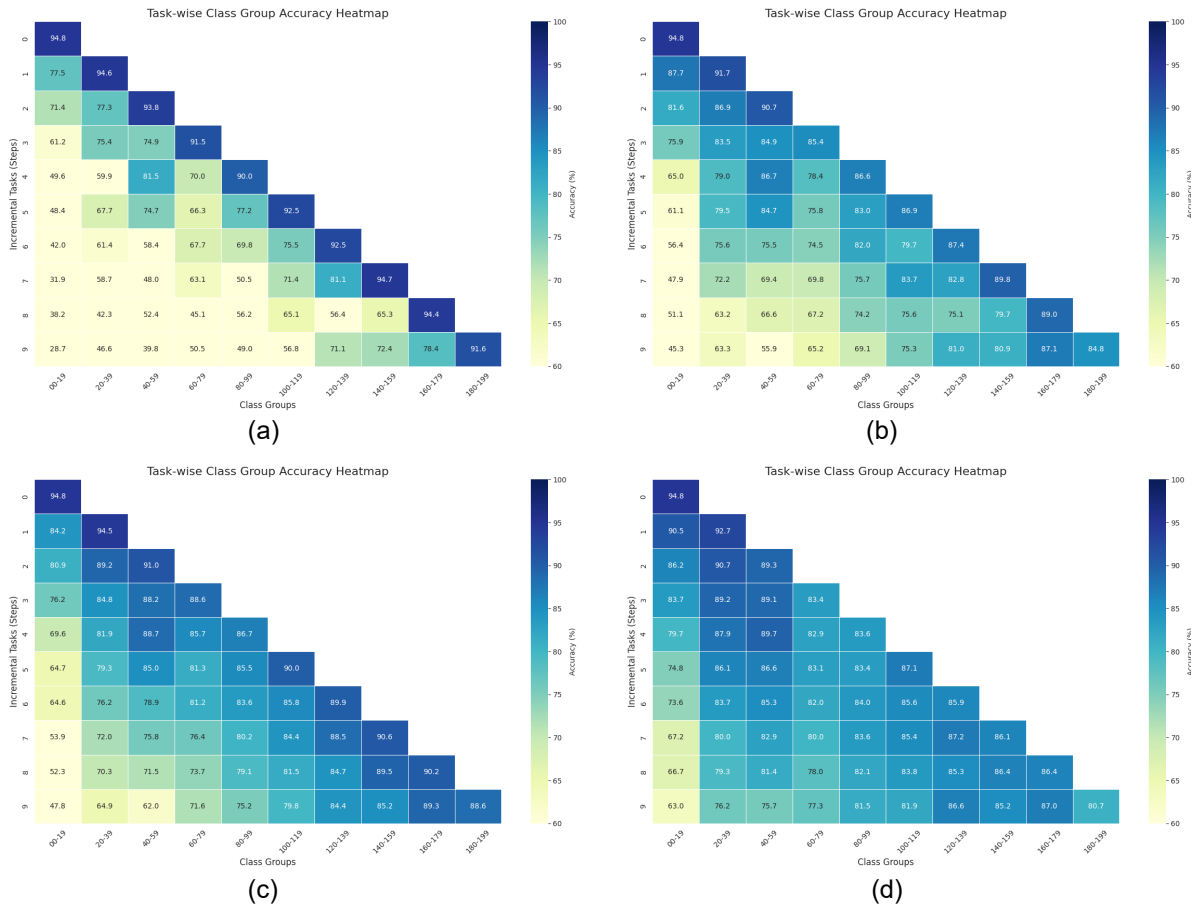 Task-wise Class Group Accuracy Heatmap
Incremental Tasks (Steps)
0 94.8
1 77.5 94.6
2 71.4 77.3 93.8
3 61.2 75.4 74.9 91.5
4 49.6 59.9 81.5 70.0 90.0
5 48.4 67.7 74.7 66.3 77.2 92.5
6 42.0 61.4 58.4 67.7 69.8 75.5 92.5
7 31.9 58.7 48.0 63.1 50.5 71.4 81.1 94.7
8 38.2 42.3 52.4 45.1 56.2 65.1 56.4 65.3 94.4
9 28.7 46.6 39.8 50.5 49.0 56.8 71.1 72.4 78.4 91.6
00-19 20-39 40-59 60-79 80-99 100-119 120-139 140-159 160-179 180-199
Class Groups
100
95
90
85
80
75
70
65
60
Accuracy (%)
(a)
Task-wise Class Group Accuracy Heatmap
Incremental Tasks (Steps)
0 94.8
1 87.7 91.7
2 81.6 86.9 90.7
3 75.9 83.5 84.9 85.4
4 65.0 79.0 86.7 78.4 86.6
5 61.1 79.5 84.7 75.8 83.0 86.9
6 56.4 75.6 75.5 74.5 82.0 79.7 87.4
7 47.9 72.2 69.4 69.8 75.7 83.7 82.8 89.8
8 51.1 63.2 66.6 67.2 74.2 75.6 75.1 79.7 89.0
9 45.3 63.3 55.9 65.2 69.1 75.3 81.0 80.9 87.1 84.8
00-19 20-39 40-59 60-79 80-99 100-119 120-139 140-159 160-179 180-199
Class Groups
100
95
90
85
80
75
70
65
60
Accuracy (%)
(b)
Task-wise Class Group Accuracy Heatmap
Incremental Tasks (Steps)
0 94.8
1 84.2 94.5
2 80.9 89.2 91.0
3 76.2 84.8 88.2 88.6
4 69.6 81.9 88.7 85.7 86.7
5 64.7 79.3 85.0 81.3 85.5 90.0
6 64.6 76.2 78.9 81.2 83.6 85.8 89.9
7 53.9 72.0 75.8 76.4 80.2 84.4 88.5 90.6
8 52.3 70.3 71.5 73.7 79.1 81.5 84.7 89.5 90.2
9 47.8 64.9 62.0 71.6 75.2 79.8 84.4 85.2 89.3 88.6
00-19 20-39 40-59 60-79 80-99 100-119 120-139 140-159 160-179 180-199
Class Groups
100
95
90
85
80
75
70
65
60
Accuracy (%)
(c)
Task-wise Class Group Accuracy Heatmap
Incremental Tasks (Steps)
0 94.8
1 90.5 92.7
2 86.2 90.7 89.3
3 83.7 89.2 89.1 83.4
4 79.7 87.9 89.7 82.9 83.6
5 74.8 86.1 86.6 83.1 83.4 87.1
6 73.6 83.7 85.3 82.0 84.0 85.6 85.9
7 67.2 80.0 82.9 80.0 83.6 85.4 87.2 86.1
8 66.7 79.3 81.4 78.0 82.1 83.8 85.3 86.4 86.4
9 63.0 76.2 75.7 77.3 81.5 81.9 86.6 85.2 87.0 80.7
00-19 20-39 40-59 60-79 80-99 100-119 120-139 140-159 160-179 180-199
Class Groups
100
95
90
85
80
75
70
65
60
Accuracy (%)
(d)